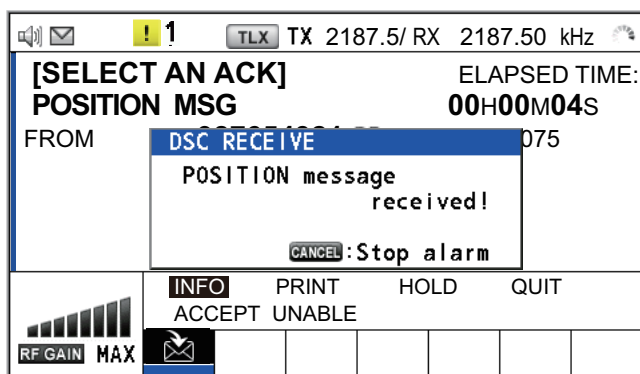 ! 1 TLX TX 2187.5/ RX 2187.50 kHz
[SELECT AN ACK] ELAPSED TIME:
POSITION MSG 00H00M04S
FROM 075
DSC RECEIVE
POSITION message
received!
CANCEL:Stop alarm
INFO PRINT HOLD QUIT
ACCEPT UNABLE
RF GAIN MAX